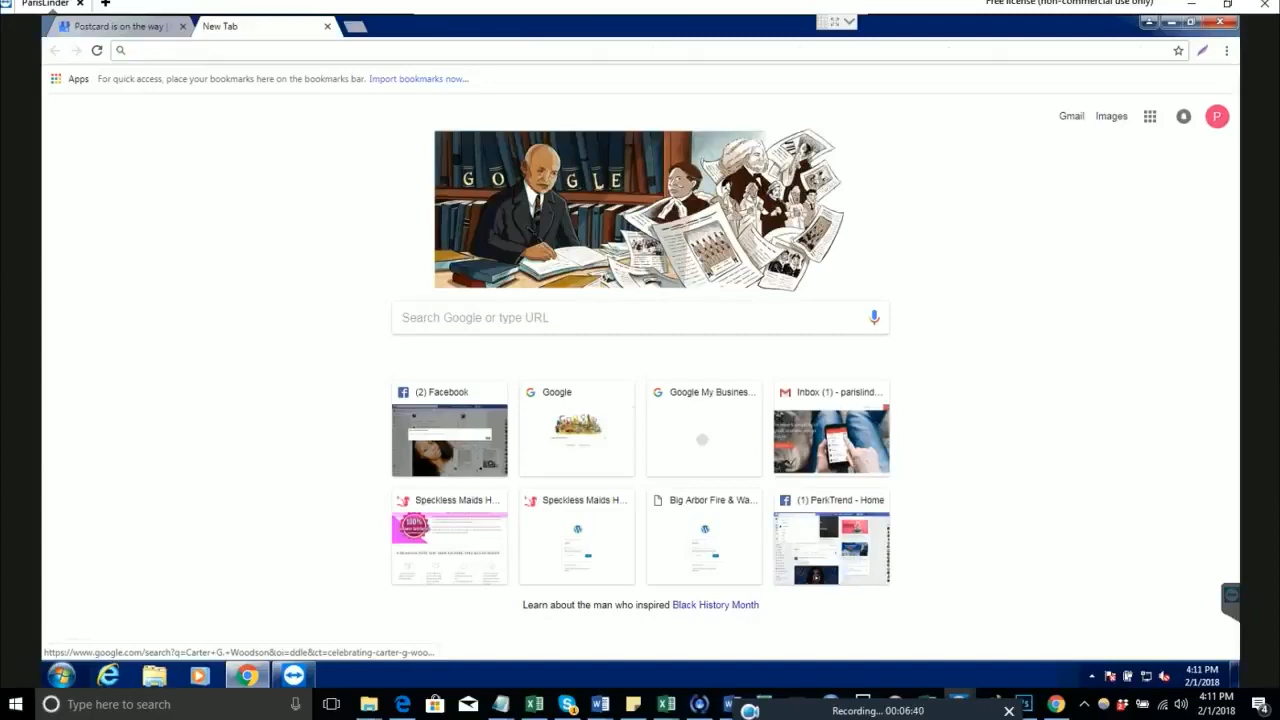 ParisLinder
Free license (non-commercial use only)
Postcard is on the way
New Tab
Apps For quick access, place your bookmarks here on the bookmarks bar. Import bookmarks now...
Gmail Images P
GOOGLE
Search Google or type URL
(2) Facebook
Google
Google My Busines...
Inbox (1) - parislind...
Speckless Maids H...
Speckless Maids H...
Big Arbor Fire & Wa...
(1) PerkTrend - Home
100%
Learn about the man who inspired Black History Month
https://www.google.com/search?q=Carter+G.+Woodson&oi=ddle&ct=celebrating-carter-g-woo...
4:11 PM
2/1/2018
Type here to search
Recording... 00:06:40
4:11 PM
2/1/2018